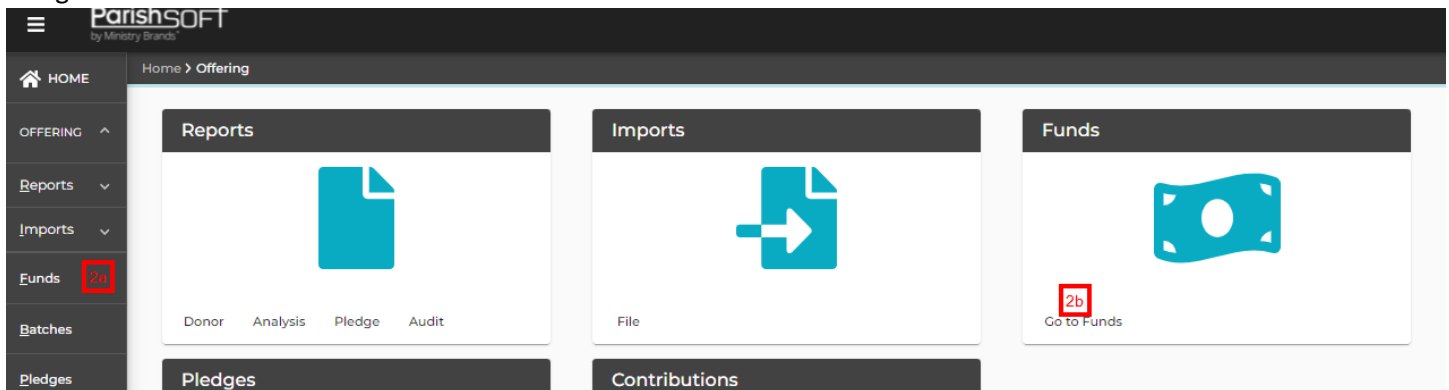 ParishSOFT
by Ministry Brands
HOME
Home > Offering
OFFERING
Reports
Imports
Funds 2a
Batches
Pledges
Reports
Donor Analysis Pledge Audit
Imports
File
Funds
2b
Go to Funds
Pledges
Contributions